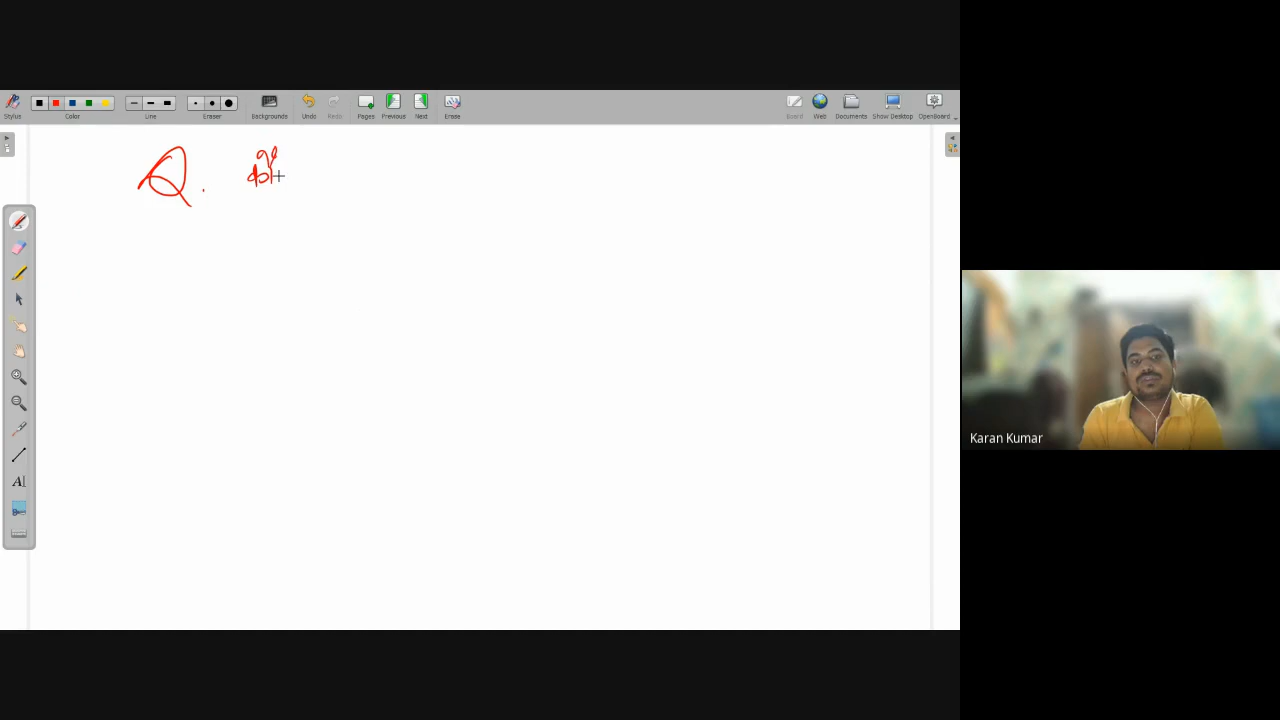 Stylus Color Line Eraser Backgrounds Undo Redo Pages Previous Next Erase Board Web Documents Show Desktop OpenBoard
Q.
Karan Kumar